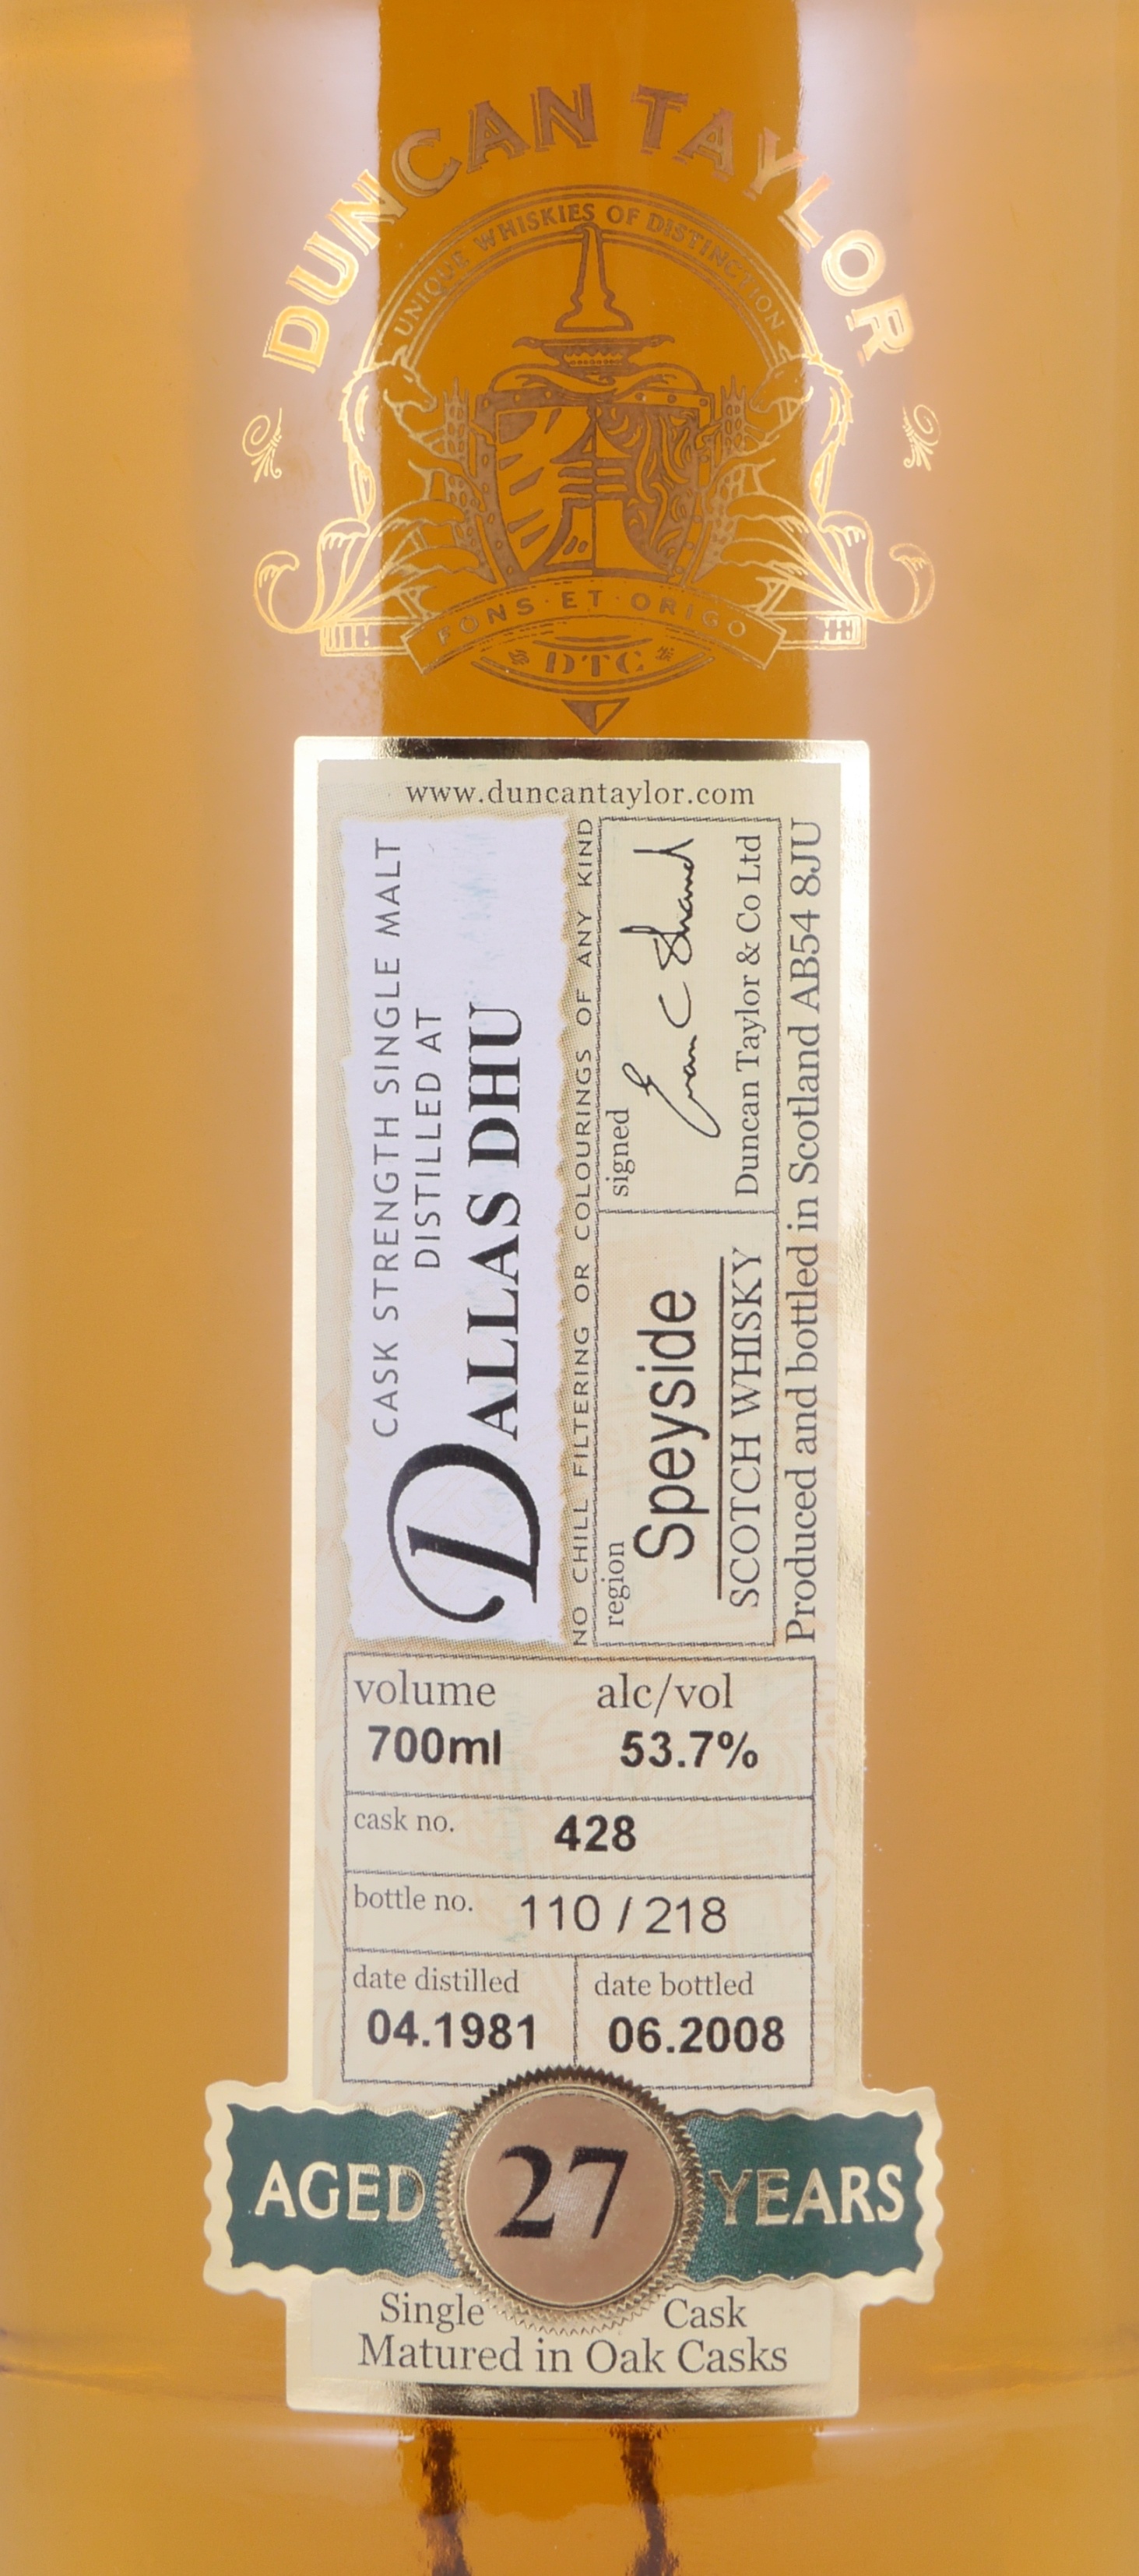 DUNCAN TAYLOR
UNIQUE WHISKIES OF DISTINCTION
FONS·ET·ORIGO
DTC
www.duncantaylor.com
CASK STRENGTH SINGLE MALT
DISTILLED AT
DALLAS DHU
NO CHILL FILTERING OR COLOURINGS OF ANY KIND
region
Speyside
SCOTCH WHISKY
signed
Euan C Shand
Duncan Taylor & Co Ltd
Produced and bottled in Scotland AB54 8JU
volume alc/vol
700ml 53.7%
cask no. 428
bottle no. 110 / 218
date distilled date bottled
04.1981 06.2008
AGED 27 YEARS
Single Cask
Matured in Oak Casks